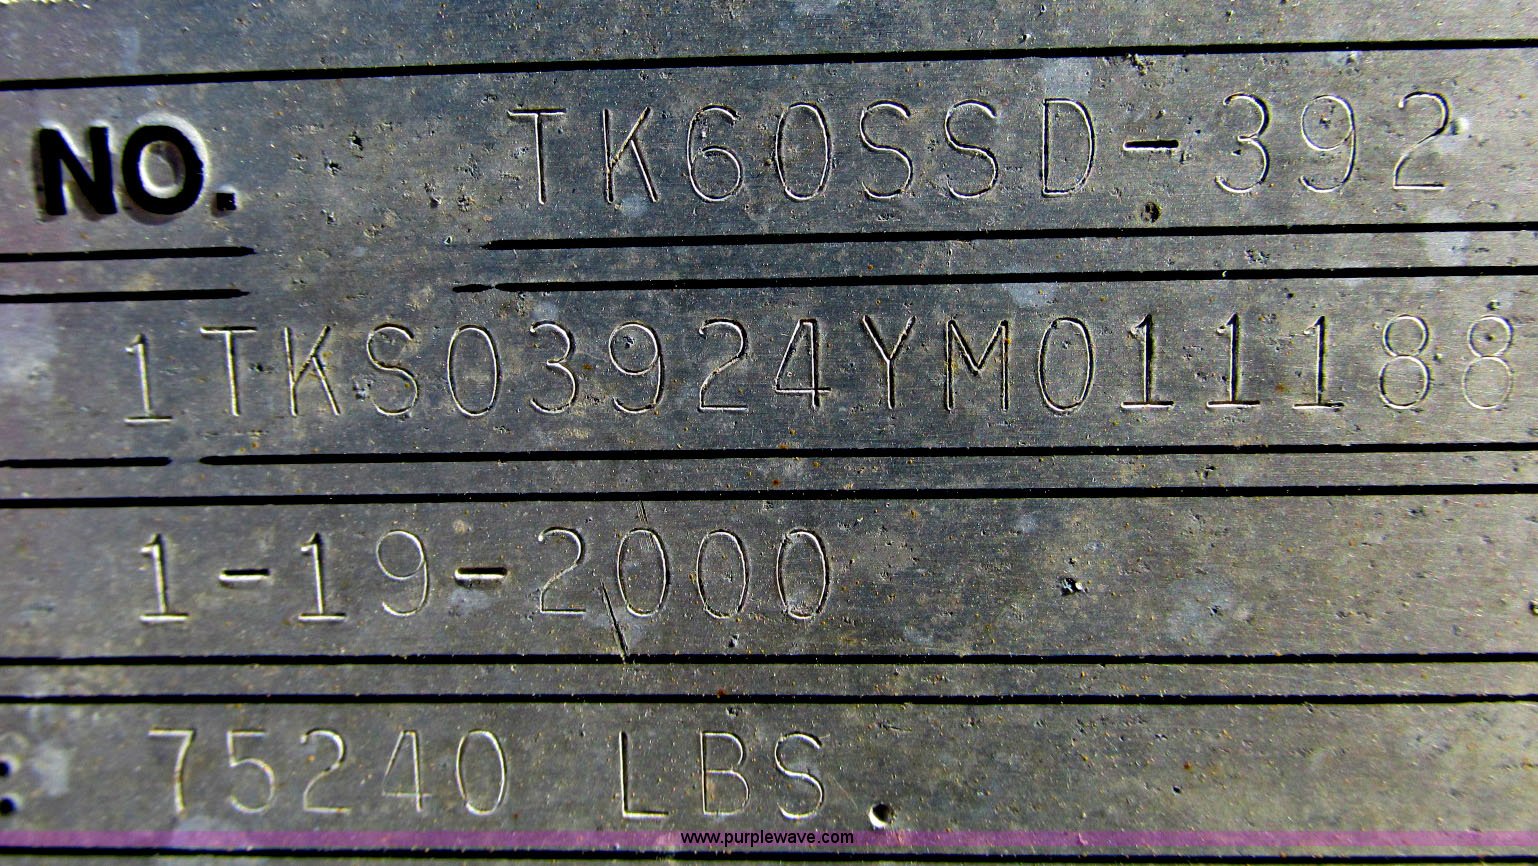 NO. TK60SSD-392
1TKS03924YM011188
1-19-2000
: 75240 LBS.
www.purplewave.com